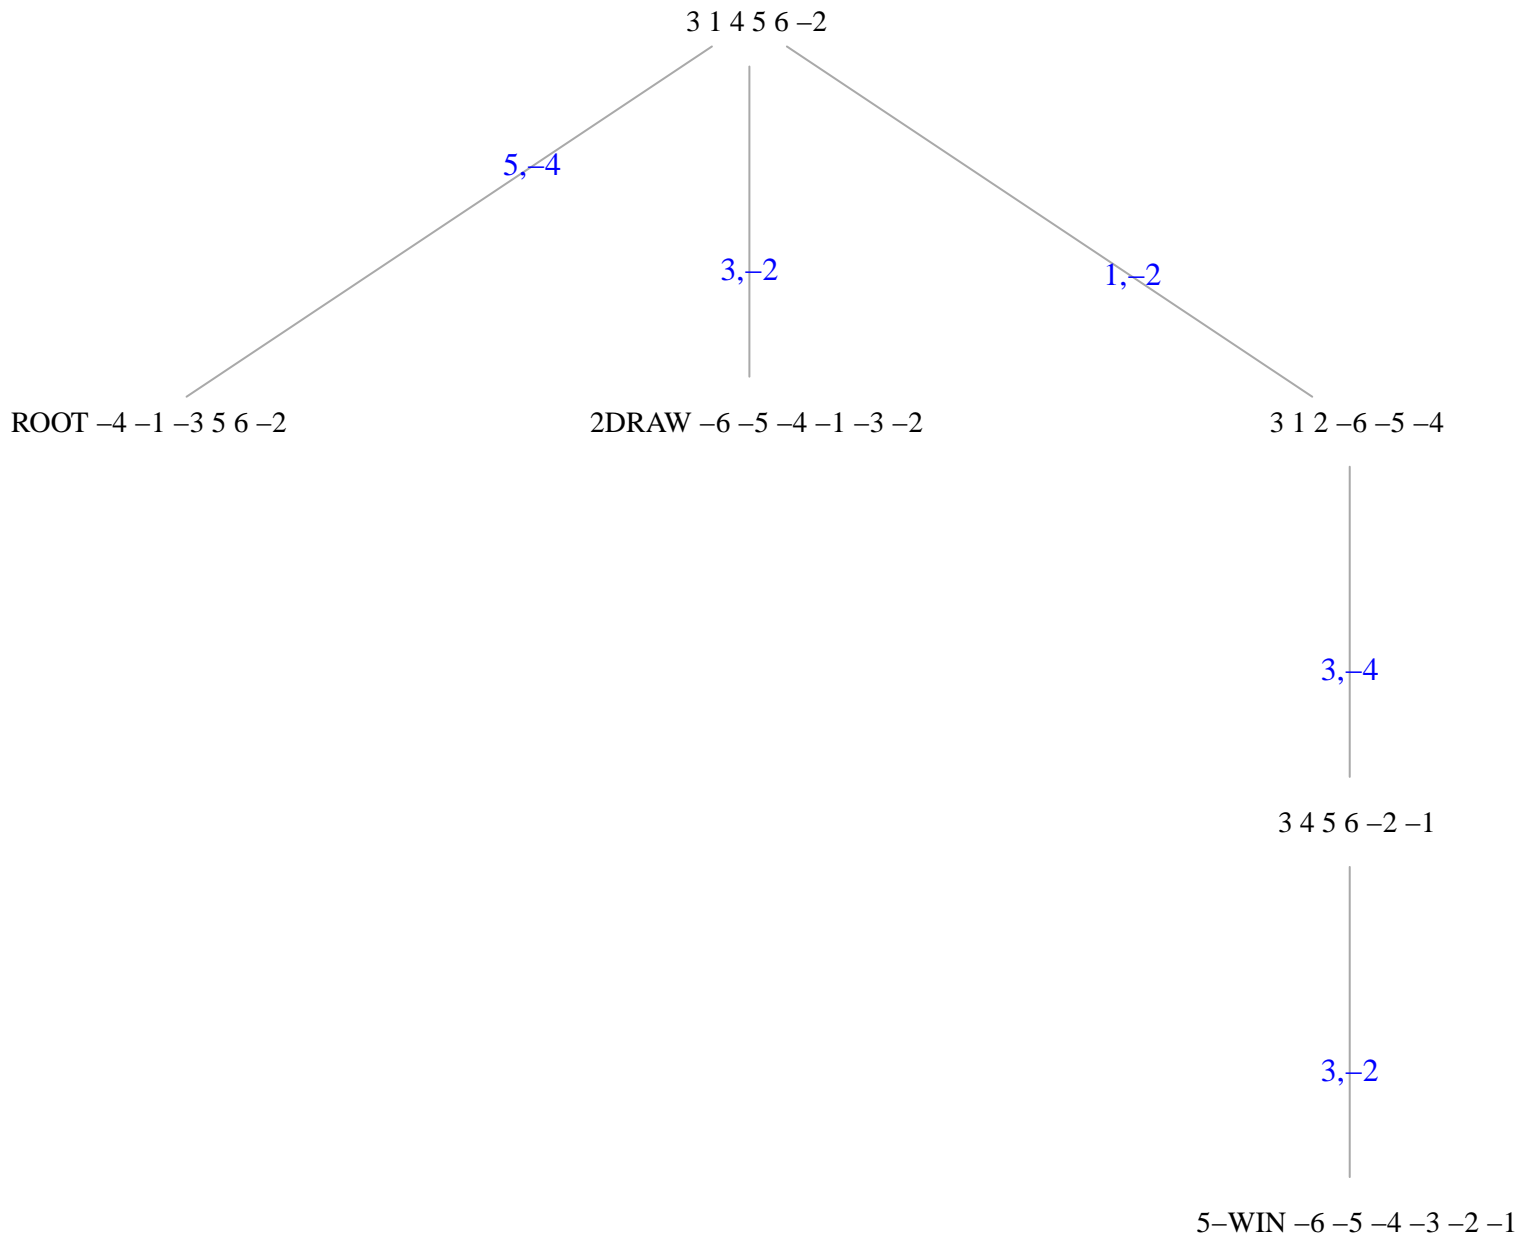 3 1 4 5 6 –2
5,–4
3,–2
1,–2
ROOT –4 –1 –3 5 6 –2
2DRAW –6 –5 –4 –1 –3 –2
3 1 2 –6 –5 –4
3,–4
3 4 5 6 –2 –1
3,–2
5–WIN –6 –5 –4 –3 –2 –1